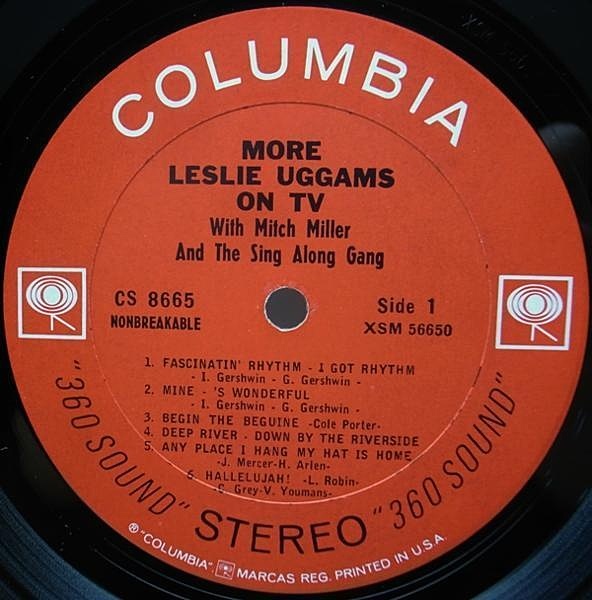 COLUMBIA
MORE
LESLIE UGGAMS
ON TV
With Mitch Miller
And The Sing Along Gang
CS 8665
NONBREAKABLE
Side 1
XSM 56650
1. FASCINATIN' RHYTHM - I GOT RHYTHM
- I. Gershwin - G. Gershwin -
2. MINE - 'S WONDERFUL
- I. Gershwin - G. Gershwin -
3. BEGIN THE BEGUINE -Cole Porter-
4. DEEP RIVER - DOWN BY THE RIVERSIDE
5. ANY PLACE I HANG MY HAT IS HOME
-J. Mercer-H. Arlen-
6. HALLELUJAH! -L. Robin-
C. Grey-V. Youmans-
"360 SOUND" STEREO "360 SOUND"
® "COLUMBIA", MARCAS REG. PRINTED IN U.S.A.